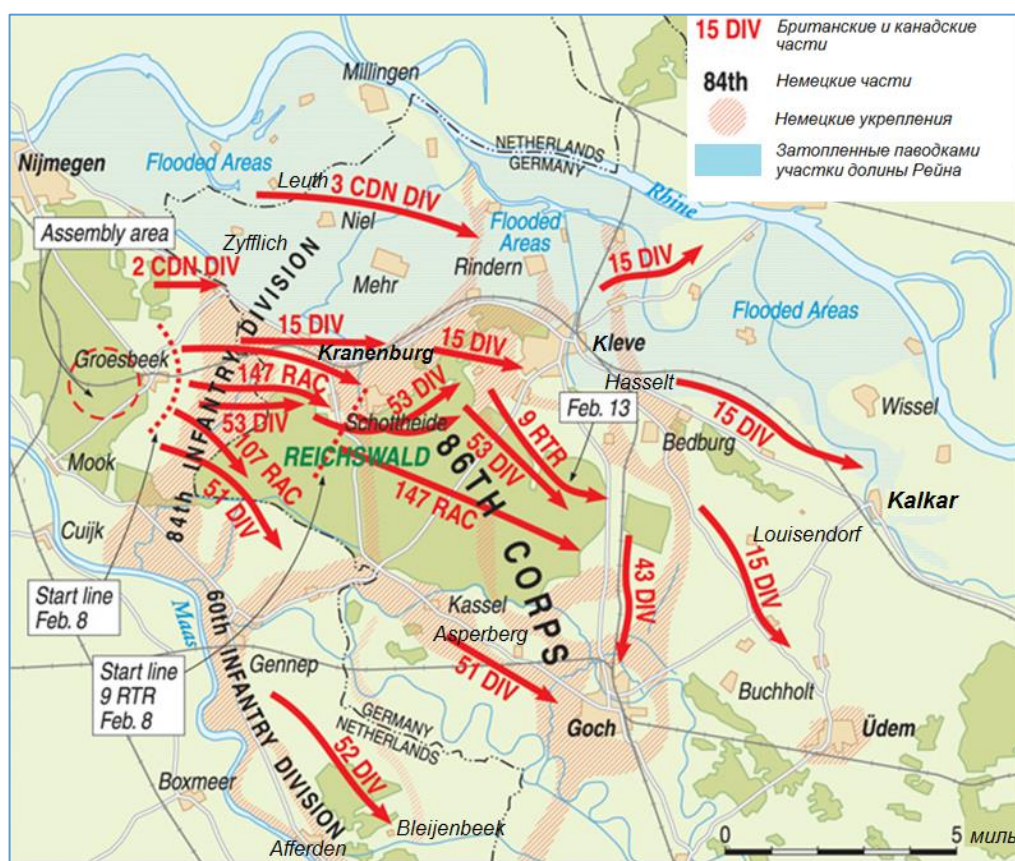 15 DIV
Британские и канадские
части
84th
Немецкие части
Немецкие укрепления
Затопленные паводками
участки долины Рейна
Millingen
NETHERLANDS
GERMANY
Nijmegen
Flooded Areas
Leuth
3 CDN DIV
Rhine
Assembly area
Niel
Flooded
Areas
Zyfflich
2 CDN DIV
Mehr
Rindern
15 DIV
Flooded Areas
15 DIV
Kranenburg
15 DIV
Kleve
Groesbeek
147 RAC
53 DIV
Hasselt
53 DIV
Schottheide
Feb. 13
15 DIV
Wissel
9 RTR
Bedburg
REICHSWALD
53 DIV
Mook
107 RAC
147 RAC
51 DIV
84th INFANTRY DIVISION
86TH CORPS
Kalkar
Cuijk
Louisendorf
43 DIV
15 DIV
Start line
Feb. 8
Maas
Kassel
Asperberg
60th INFANTRY DIVISION
Gennep
51 DIV
Start line
9 RTR
Feb. 8
Buchholt
GERMANY
NETHERLANDS
Goch
Üdem
52 DIV
Boxmeer
Bleijenbeek
Afferden
0 5 миль